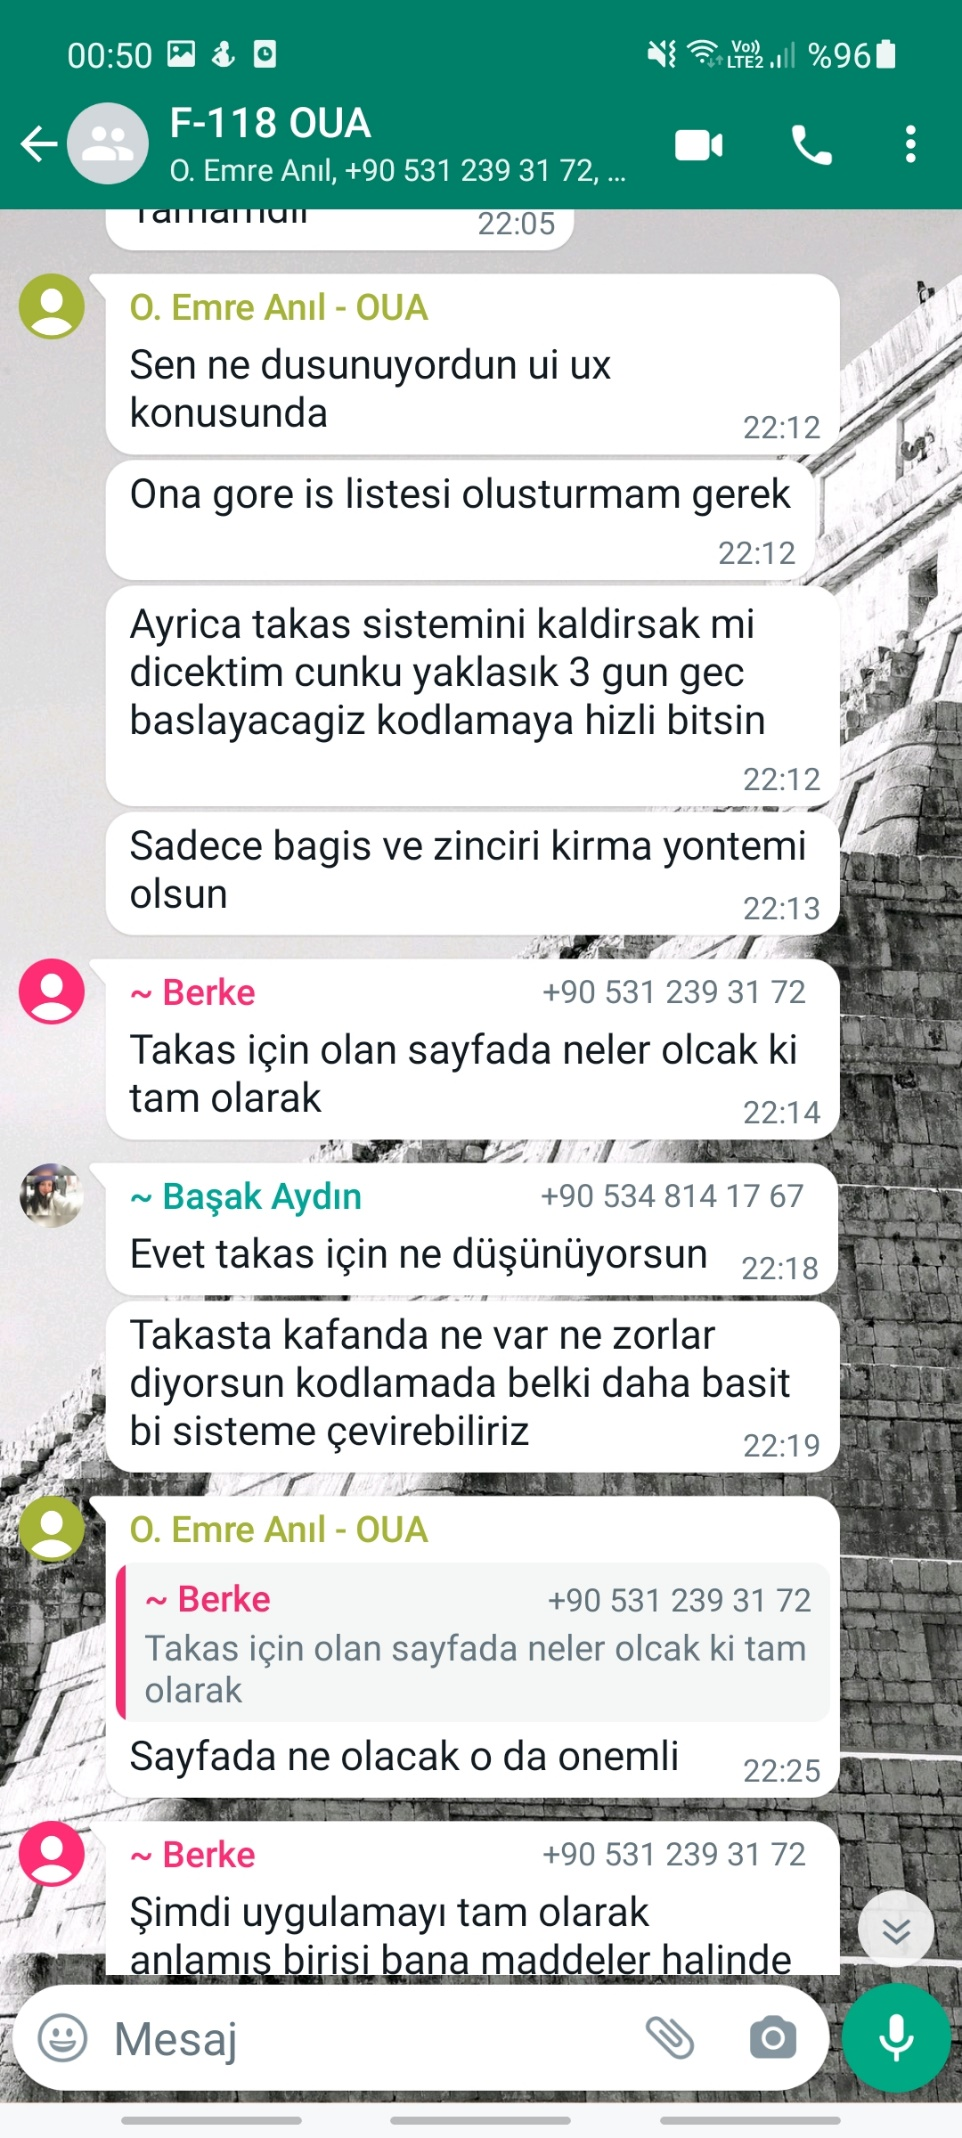 00:50 Vo)) LTE2 %96
F-118 OUA
O. Emre Anıl, +90 531 239 31 72, ...
Tamamdır
22:05
O. Emre Anıl - OUA
Sen ne dusunuyordun ui ux
konusunda
22:12
Ona gore is listesi olusturmam gerek
22:12
Ayrica takas sistemini kaldirsak mi
dicektim cunku yaklasık 3 gun gec
baslayacagiz kodlamaya hizli bitsin
22:12
Sadece bagis ve zinciri kirma yontemi
olsun
22:13
~ Berke +90 531 239 31 72
Takas için olan sayfada neler olcak ki
tam olarak
22:14
~ Başak Aydın +90 534 814 17 67
Evet takas için ne düşünüyorsun 22:18
Takasta kafanda ne var ne zorlar
diyorsun kodlamada belki daha basit
bi sisteme çevirebiliriz
22:19
O. Emre Anıl - OUA
~ Berke +90 531 239 31 72
Takas için olan sayfada neler olcak ki tam
olarak
Sayfada ne olacak o da onemli 22:25
~ Berke +90 531 239 31 72
Şimdi uygulamayı tam olarak
anlamış birisi bana maddeler halinde
Mesaj